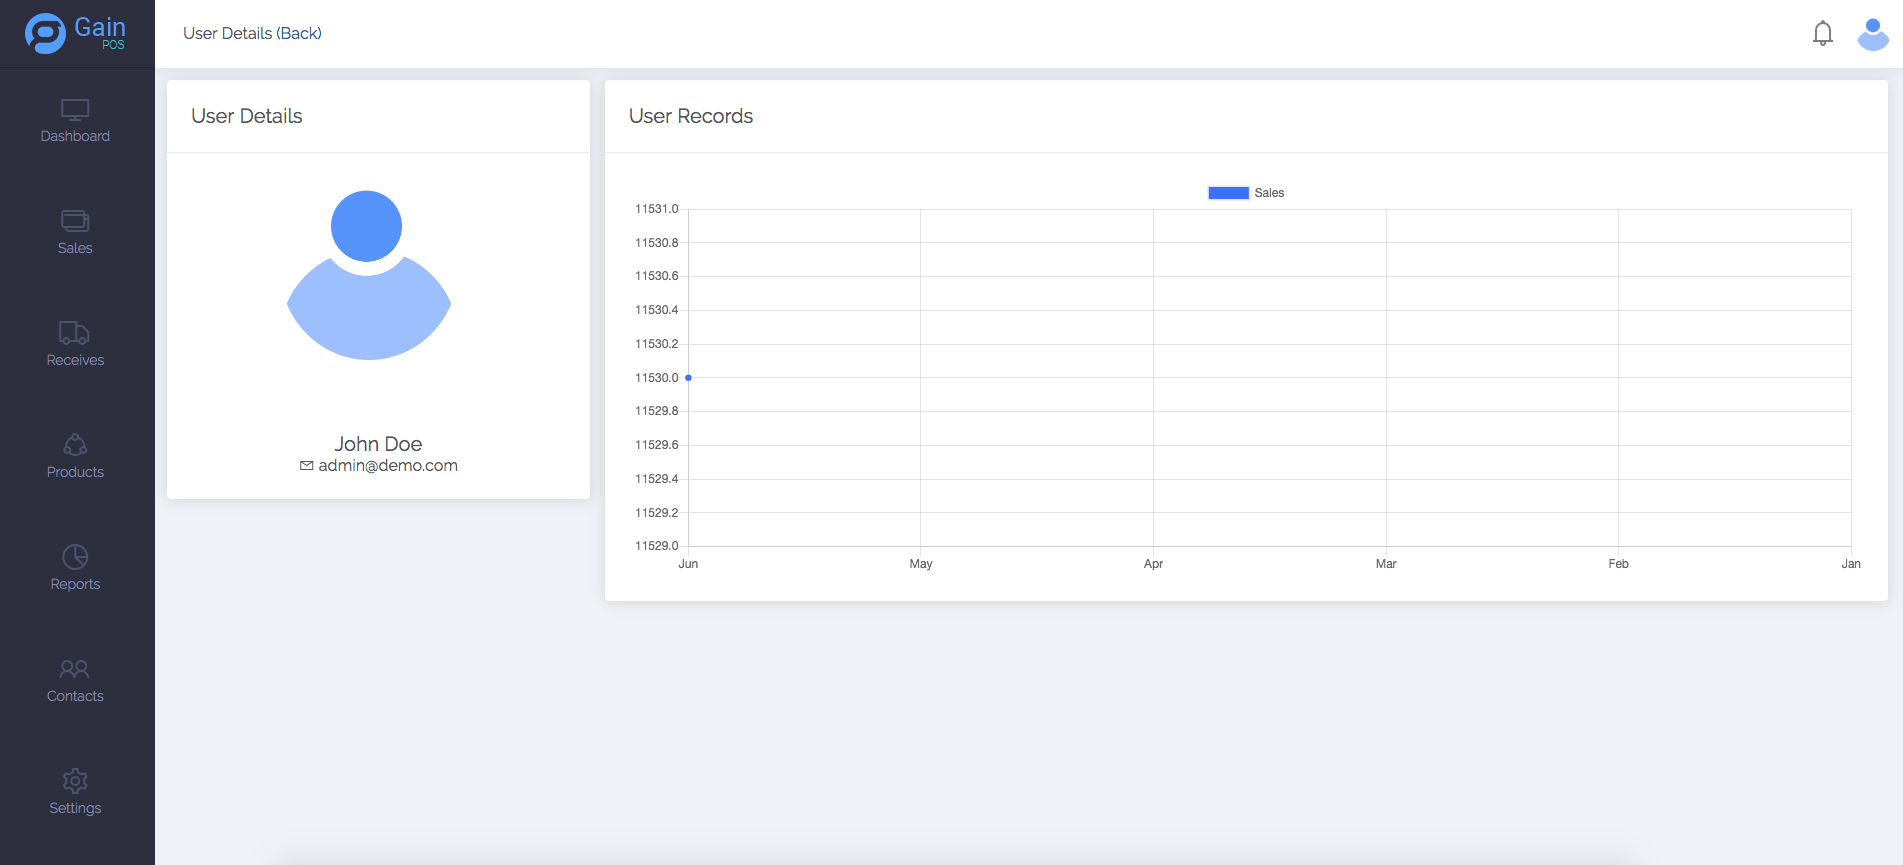 Gain
POS
User Details (Back)
Dashboard
Sales
Receives
Products
Reports
Contacts
Settings
User Details
John Doe
admin@demo.com
User Records
Sales
11531.0
11530.8
11530.6
11530.4
11530.2
11530.0
11529.8
11529.6
11529.4
11529.2
11529.0
Jun May Apr Mar Feb Jan